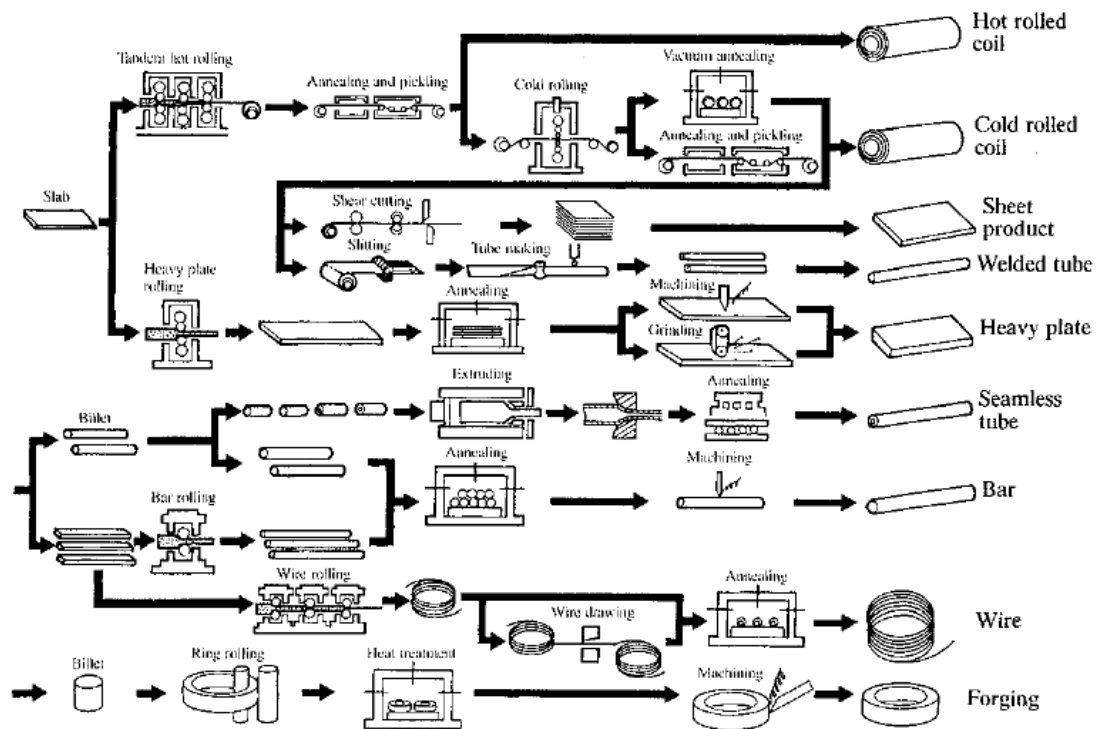 Hot rolled
coil
Tandent hot rolling
Vacuum annealing
Annealing and pickling
Cold rolling
Annealing and pickling
Cold rolled
coil
Slab
Shear cutting
Sheet
product
Slitting
Tube making
Welded tube
Heavy plate
rolling
Annealing
Machining
Grinding
Heavy plate
Extruding
Annealing
Seamless
tube
Billet
Annealing
Machining
Bar
Bar rolling
Wire rolling
Annealing
Wire drawing
Wire
Billet
Ring rolling
Heat treatment
Machining
Forging